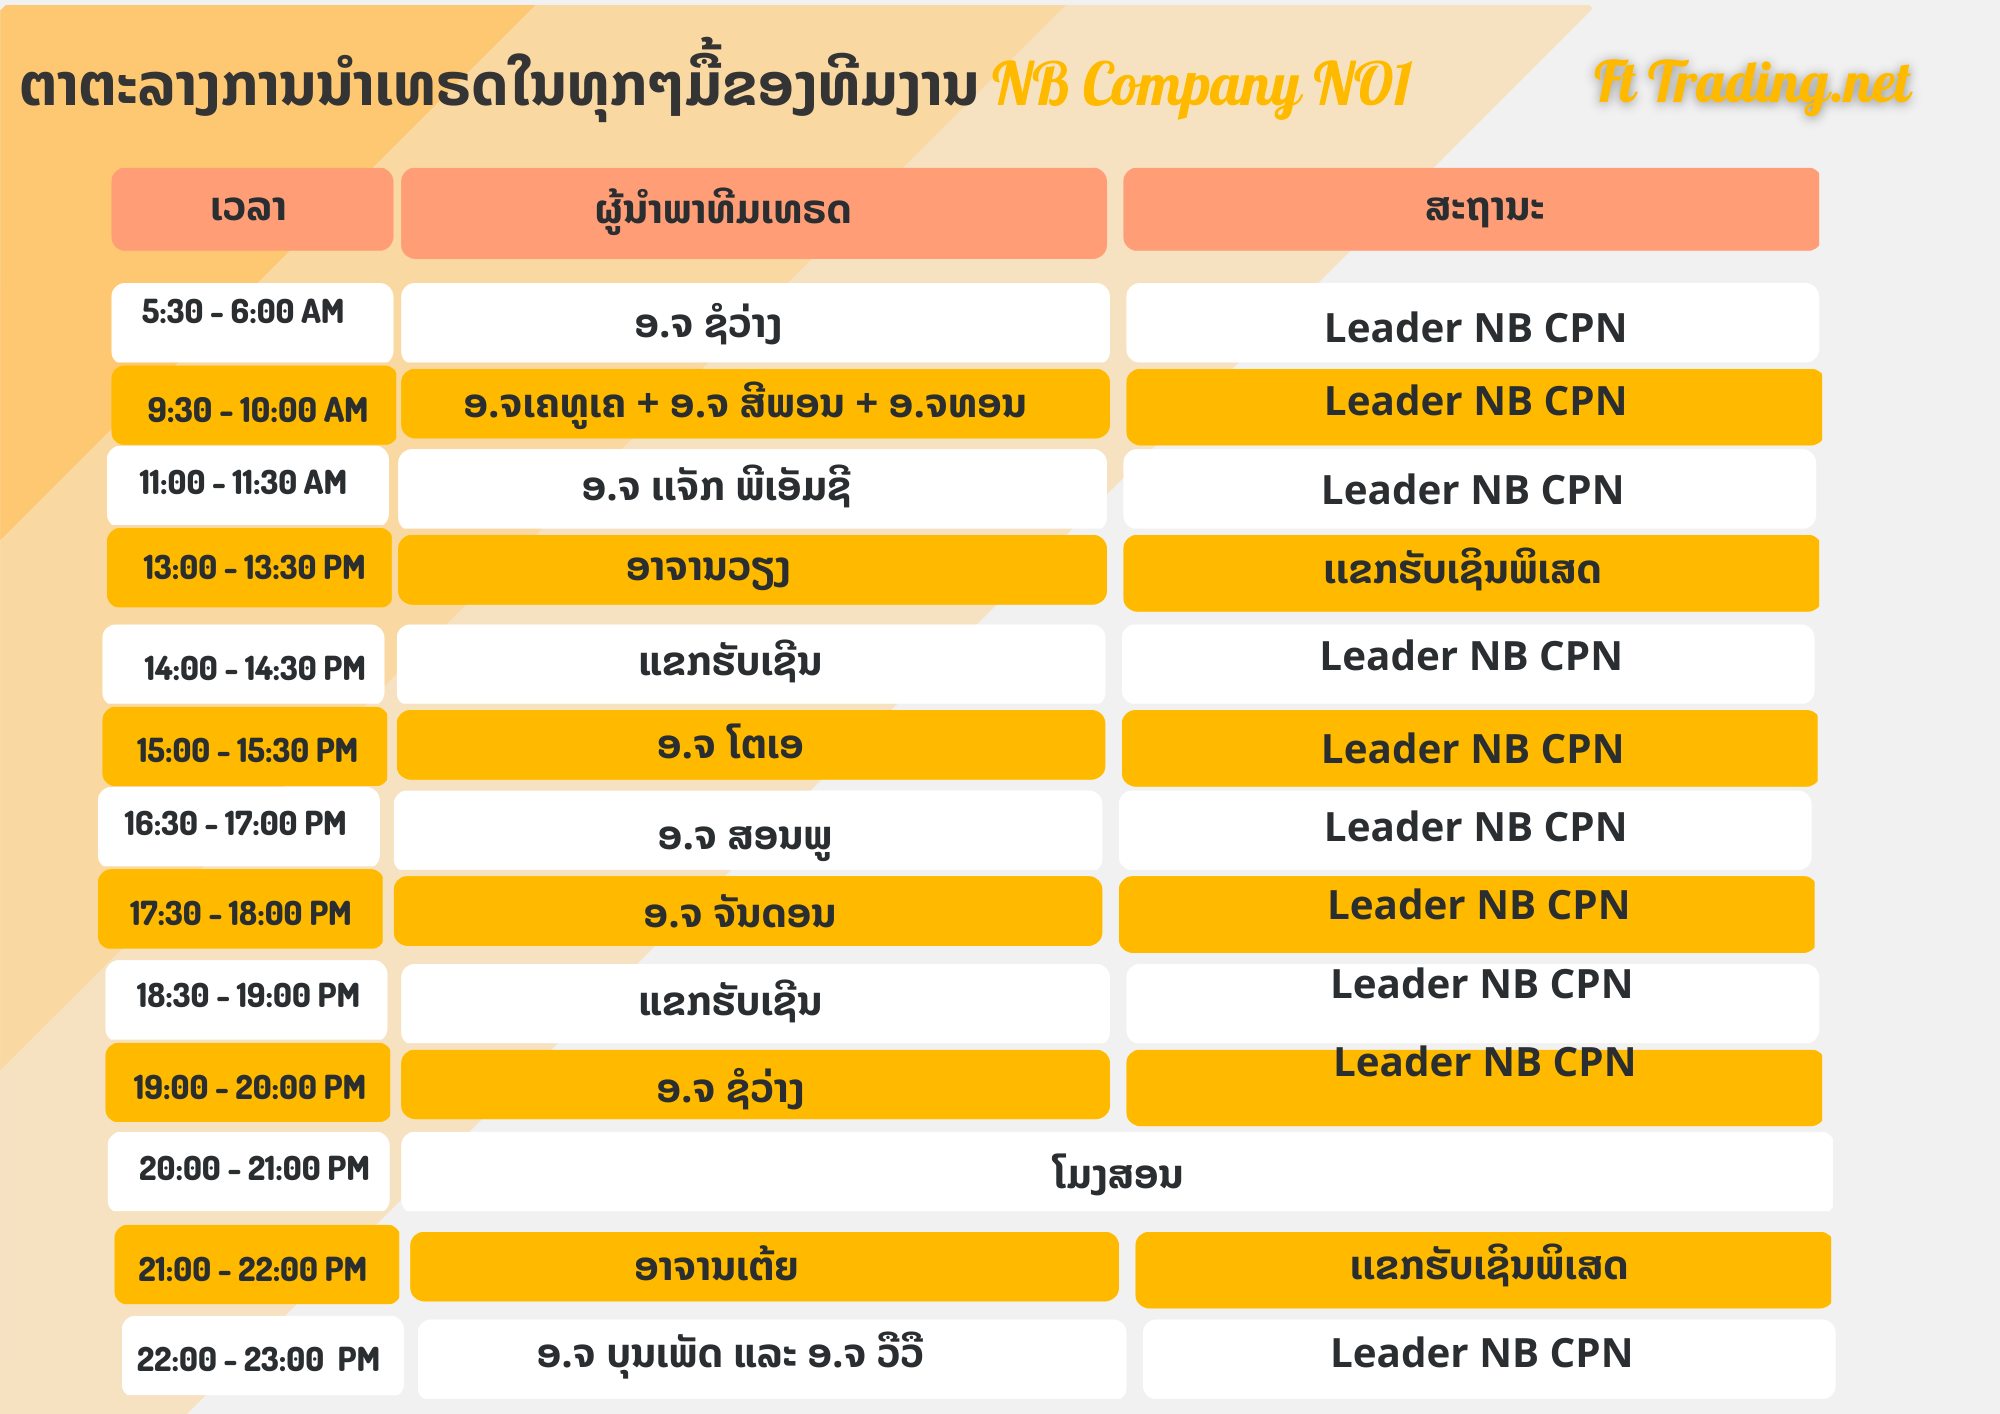 ຕາຕະລາງການນຳເທຣດໃນທຸກໆມື້ຂອງທີມງານ NB Company NO1 Ft Trading.net
ເວລາ ຜູ້ນຳພາທີມເທຣດ ສະຖານະ
5:30 - 6:00 AM ອ.ຈ ຊໍວ່າງ Leader NB CPN
9:30 - 10:00 AM ອ.ຈເຄທູເຄ + ອ.ຈ ສີພອນ + ອ.ຈທອນ Leader NB CPN
11:00 - 11:30 AM ອ.ຈ ແຈັກ ພີເອັມຊີ Leader NB CPN
13:00 - 13:30 PM ອາຈານວຽງ ແຂກຮັບເຊິນພິເສດ
14:00 - 14:30 PM ແຂກຮັບເຊີນ Leader NB CPN
15:00 - 15:30 PM ອ.ຈ ໂຕເອ Leader NB CPN
16:30 - 17:00 PM ອ.ຈ ສອນພູ Leader NB CPN
17:30 - 18:00 PM ອ.ຈ ຈັນດອນ Leader NB CPN
18:30 - 19:00 PM ແຂກຮັບເຊີນ Leader NB CPN
19:00 - 20:00 PM ອ.ຈ ຊໍວ່າງ Leader NB CPN
20:00 - 21:00 PM ໂມງສອນ
21:00 - 22:00 PM ອາຈານເຕ້ຍ ແຂກຮັບເຊິນພິເສດ
22:00 - 23:00 PM ອ.ຈ ບຸນເພັດ ແລະ ອ.ຈ ວີວີ Leader NB CPN